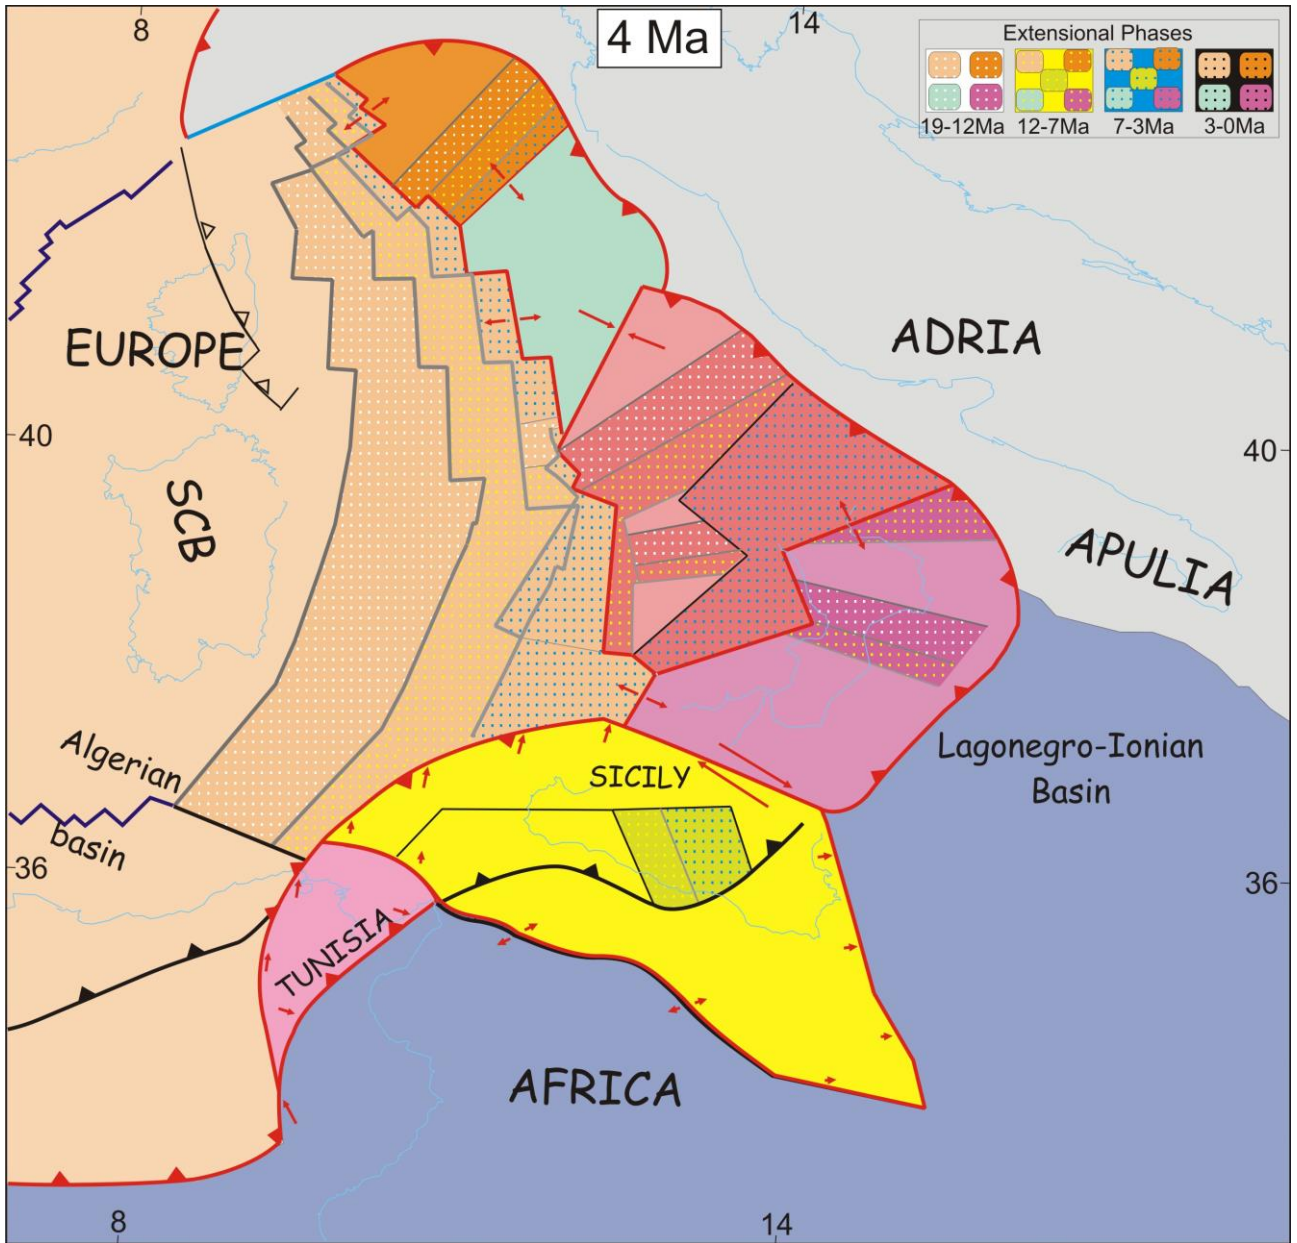 8
4 Ma
14
Extensional Phases
19-12Ma
12-7Ma
7-3Ma
3-0Ma
EUROPE
ADRIA
40
40
SCB
APULIA
Algerian
basin
Lagonegro-Ionian
Basin
SICILY
36
36
TUNISIA
AFRICA
8
14